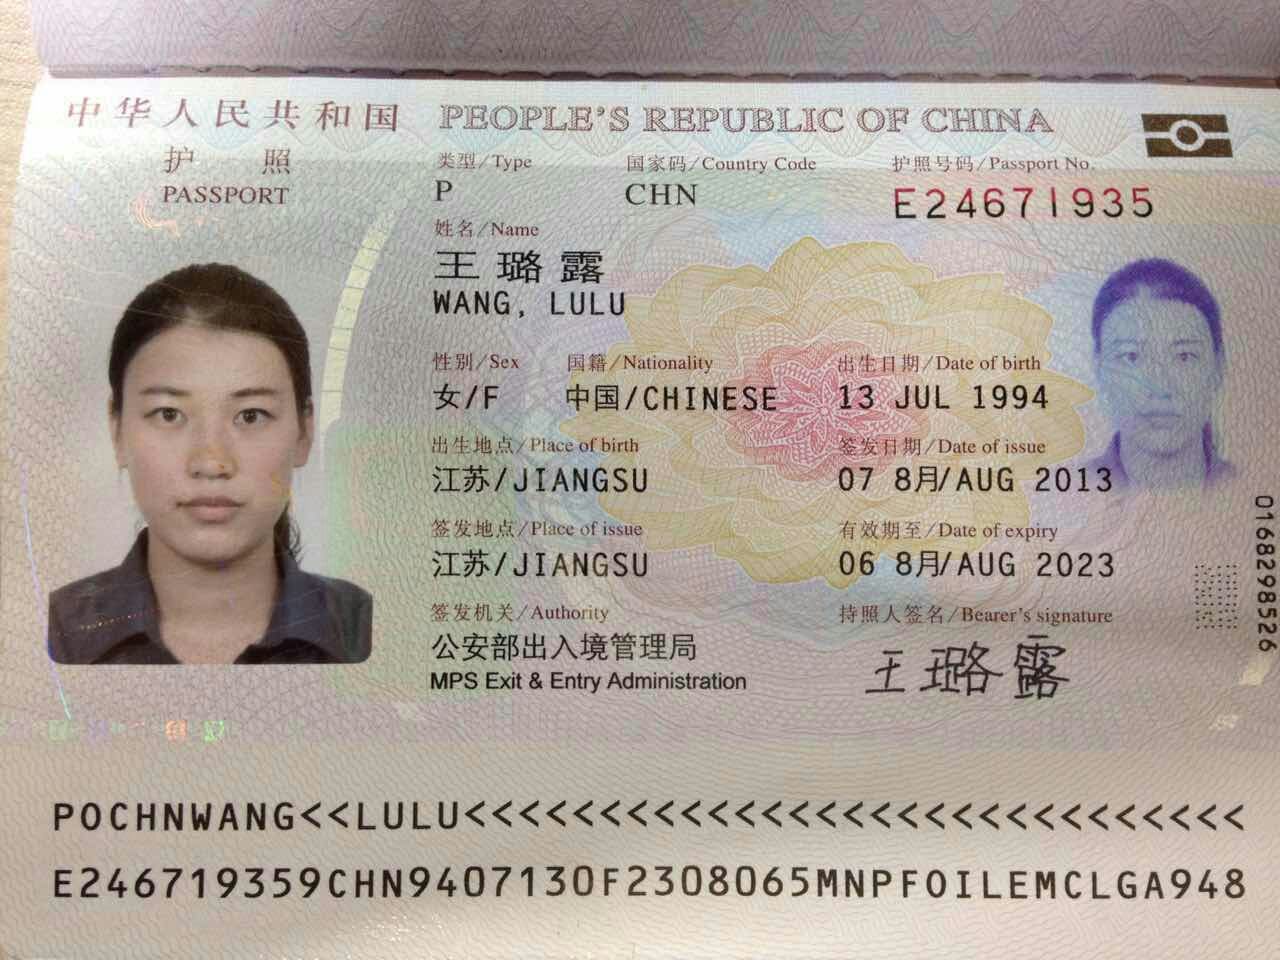 中华人民共和国 PEOPLE'S REPUBLIC OF CHINA
护照
PASSPORT
类型/Type 国家码/Country Code 护照号码/Passport No.
P CHN E24671935
姓名/Name
王璐露
WANG, LULU
性别/Sex 国籍/Nationality 出生日期/Date of birth
女/F 中国/CHINESE 13 JUL 1994
出生地点/Place of birth 签发日期/Date of issue
江苏/JIANGSU 07 8月/AUG 2013
签发地点/Place of issue 有效期至/Date of expiry
江苏/JIANGSU 06 8月/AUG 2023
签发机关/Authority 持照人签名/Bearer's signature
公安部出入境管理局 王璐露
MPS Exit & Entry Administration
0168298526
POCHNWANG<<LULU<<<<<<<<<<<<<<<<<<<<<<<<<<<<<
E246719359CHN9407130F2308065MNPFOILEMCLGA948